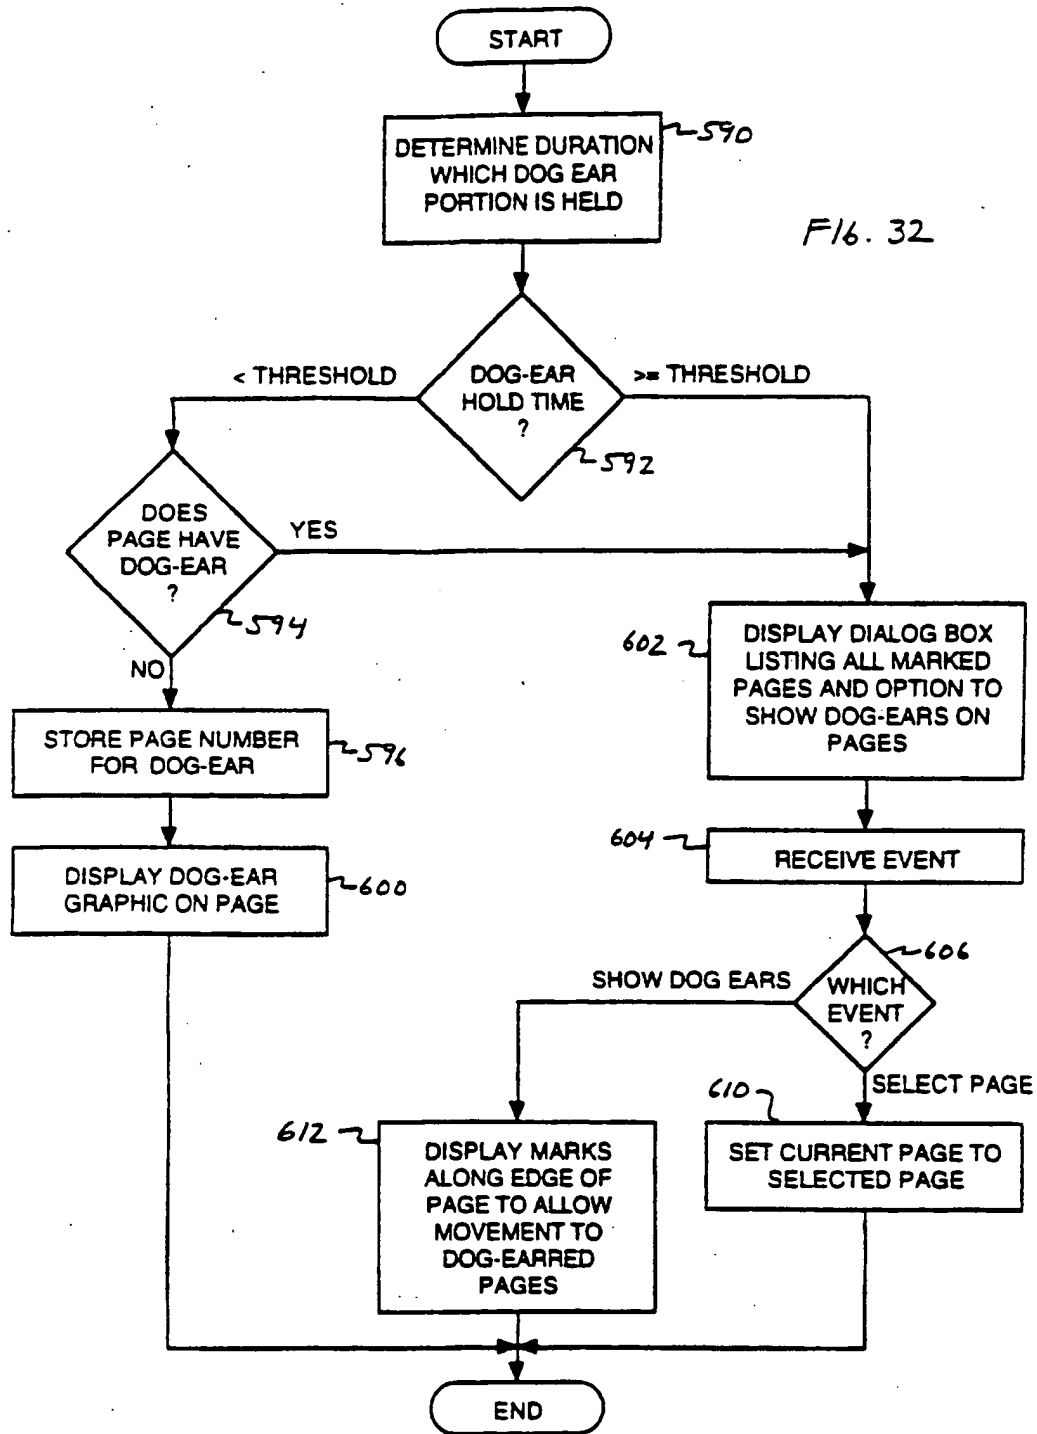 START
DETERMINE DURATION
WHICH DOG EAR
PORTION IS HELD
590
FIG. 32
< THRESHOLD
DOG-EAR
HOLD TIME
?
>= THRESHOLD
592
DOES
PAGE HAVE
DOG-EAR
?
YES
594
NO
602
DISPLAY DIALOG BOX
LISTING ALL MARKED
PAGES AND OPTION TO
SHOW DOG-EARS ON
PAGES
STORE PAGE NUMBER
FOR DOG-EAR
596
604
RECEIVE EVENT
DISPLAY DOG-EAR
GRAPHIC ON PAGE
600
606
SHOW DOG EARS
WHICH
EVENT
?
SELECT PAGE
610
612
DISPLAY MARKS
ALONG EDGE OF
PAGE TO ALLOW
MOVEMENT TO
DOG-EARRED
PAGES
SET CURRENT PAGE TO
SELECTED PAGE
END